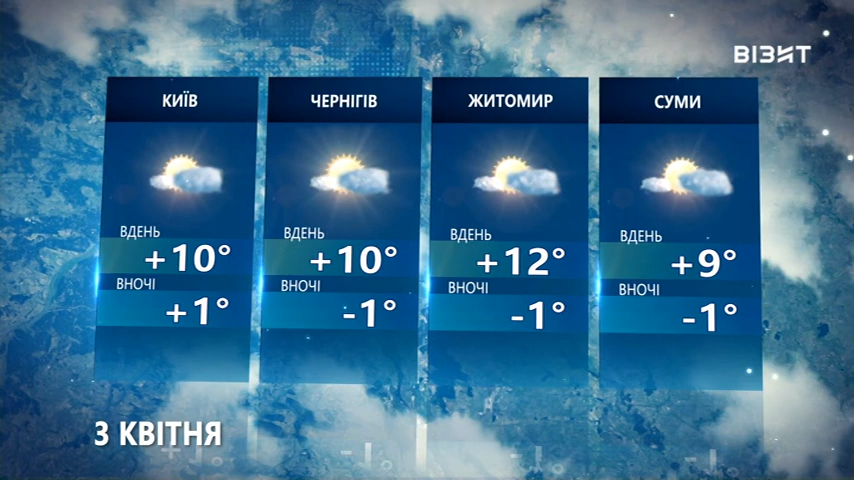 ВІЗИТ
КИЇВ
ВДЕНЬ
+10°
ВНОЧІ
+1°
ЧЕРНІГІВ
ВДЕНЬ
+10°
ВНОЧІ
-1°
ЖИТОМИР
ВДЕНЬ
+12°
ВНОЧІ
-1°
СУМИ
ВДЕНЬ
+9°
ВНОЧІ
-1°
3 КВІТНЯ